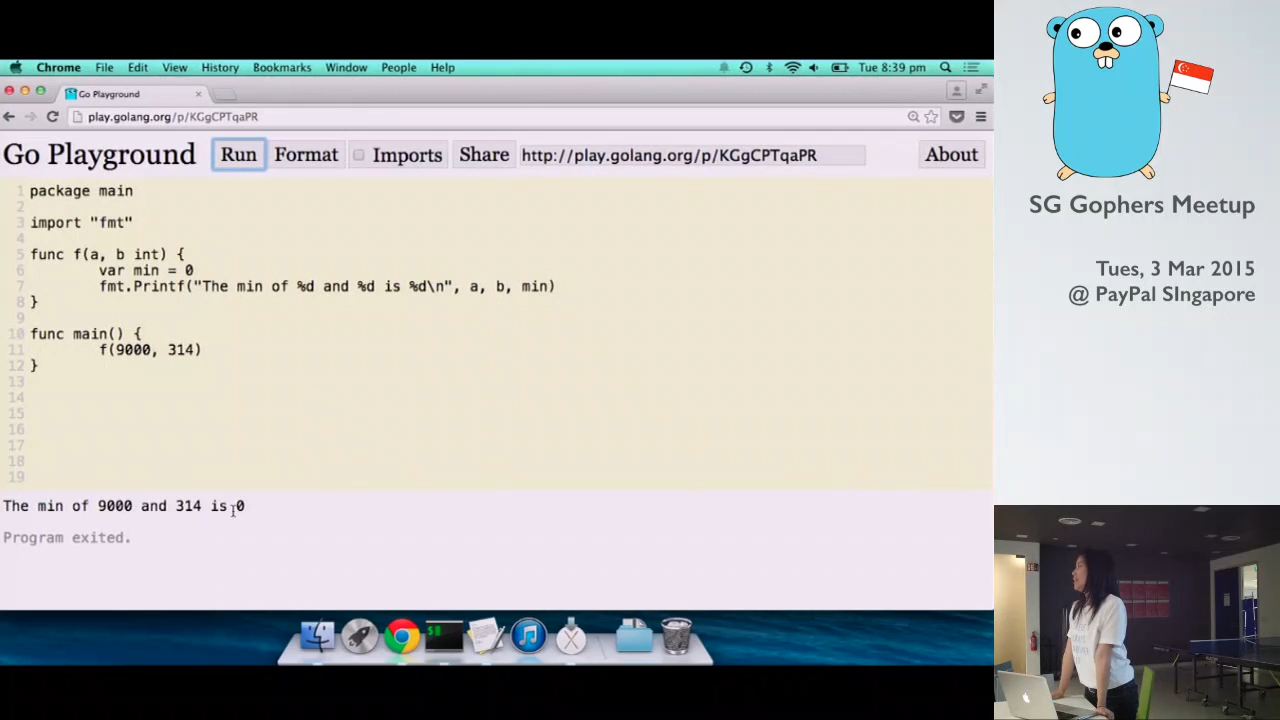 Chrome File Edit View History Bookmarks Window People Help Tue 8:39 pm
Go Playground
play.golang.org/p/KGgCPTqaPR
Go Playground Run Format Imports Share http://play.golang.org/p/KGgCPTqaPR About
1 package main
2
3 import "fmt"
4
5 func f(a, b int) {
6 var min = 0
7 fmt.Printf("The min of %d and %d is %d\n", a, b, min)
8 }
9
10 func main() {
11 f(9000, 314)
12 }
13
14
15
16
17
18
19
The min of 9000 and 314 is 0
Program exited.
SG Gophers Meetup
Tues, 3 Mar 2015
@ PayPal SIngapore